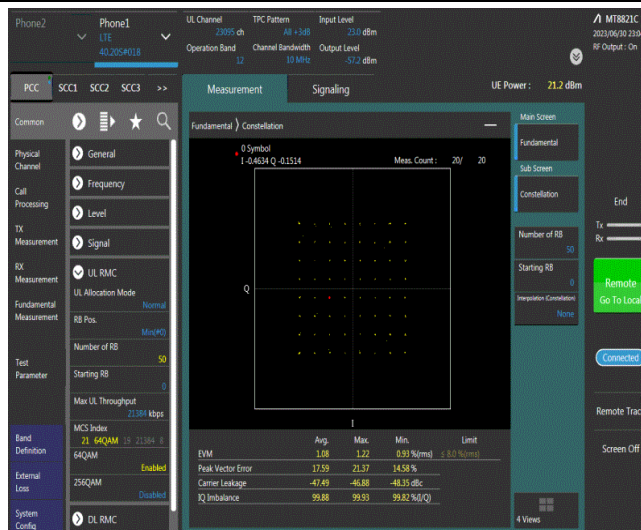 Phone2
Phone1
LTE
40.20S#018
UL Channel
23095 ch
TPC Pattern
All +3dB
Input Level
23.0 dBm
Operation Band
12
Channel Bandwidth
10 MHz
Output Level
-57.2 dBm
MT8821C
2023/06/30 23:04
RF Output : On
PCC SCC1 SCC2 SCC3 >>
Measurement
Signaling
UE Power : 21.2 dBm
Common
Physical
Channel
Call
Processing
TX
Measurement
RX
Measurement
Fundamental
Measurement
Test
Parameter
Band
Definition
External
Loss
System
Config
General
Frequency
Level
Signal
UL RMC
UL Allocation Mode
Normal
RB Pos.
Min(#0)
Number of RB
50
Starting RB
0
Max UL Throughput
21384 kbps
MCS Index
21 64QAM 19 21384 8
64QAM
Enabled
256QAM
Disabled
DL RMC
Fundamental 〉 Constellation
0 Symbol
I -0.4634 Q -0.1514
Meas. Count : 20/ 20
Q
I
Avg. Max. Min. Limit
EVM 1.08 1.22 0.93 %(rms) ≤ 8.0 %(rms)
Peak Vector Error 17.59 21.37 14.58 %
Carrier Leakage -47.49 -46.88 -48.35 dBc
IQ Imbalance 99.88 99.93 99.82 %(I/Q)
Main Screen
Fundamental
Sub Screen
Constellation
Number of RB
50
Starting RB
0
Interpolation (Constellation)
None
4 Views
End
Tx
Rx
Remote
Go To Local
Connected
Remote Trac
Screen Off